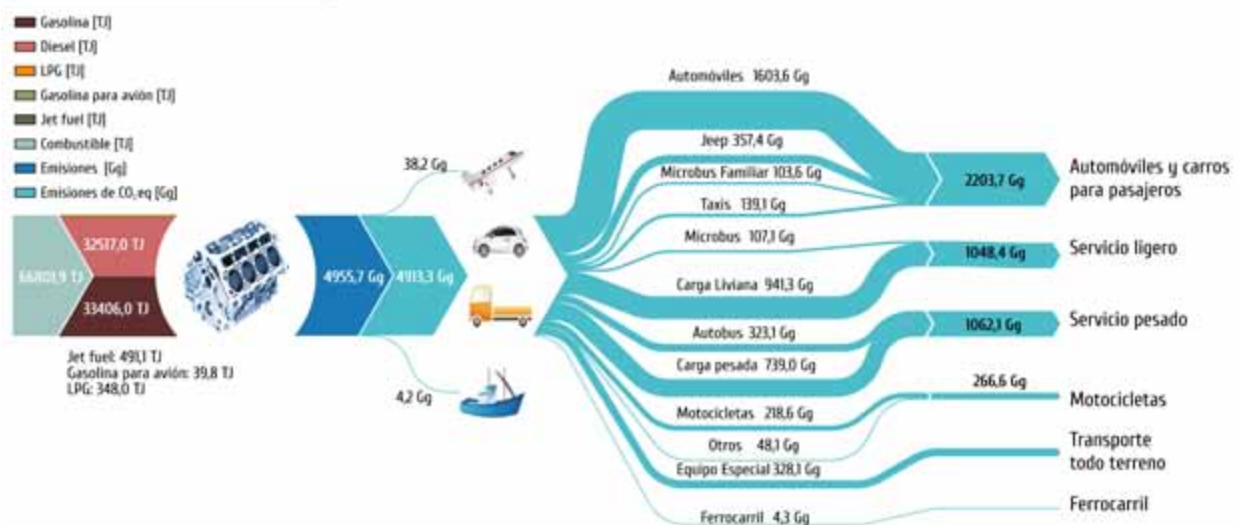 Gasolina [TJ]
Diesel [TJ]
LPG [TJ]
Gasolina para avión [TJ]
Jet fuel [TJ]
Combustible [TJ]
Emisiones [Gg]
Emisiones de CO₂eq [Gg]
66801,9 TJ
32517,0 TJ
33406,0 TJ
Jet fuel: 491,1 TJ
Gasolina para avión: 39,8 TJ
LPG: 348,0 TJ
4955,7 Gg
4913,3 Gg
38,2 Gg
4,2 Gg
Automóviles 1603,6 Gg
Jeep 357,4 Gg
Microbus Familiar 103,6 Gg
Taxis 139,1 Gg
Microbus 107,1 Gg
Carga Liviana 941,3 Gg
Autobus 323,1 Gg
Carga pesada 739,0 Gg
Motocicletas 218,6 Gg
Otros 48,1 Gg
Equipo Especial 328,1 Gg
Ferrocarril 4,3 Gg
2203,7 Gg
Automóviles y carros
para pasajeros
1048,4 Gg
Servicio ligero
1062,1 Gg
Servicio pesado
266,6 Gg
Motocicletas
Transporte
todo terreno
Ferrocarril